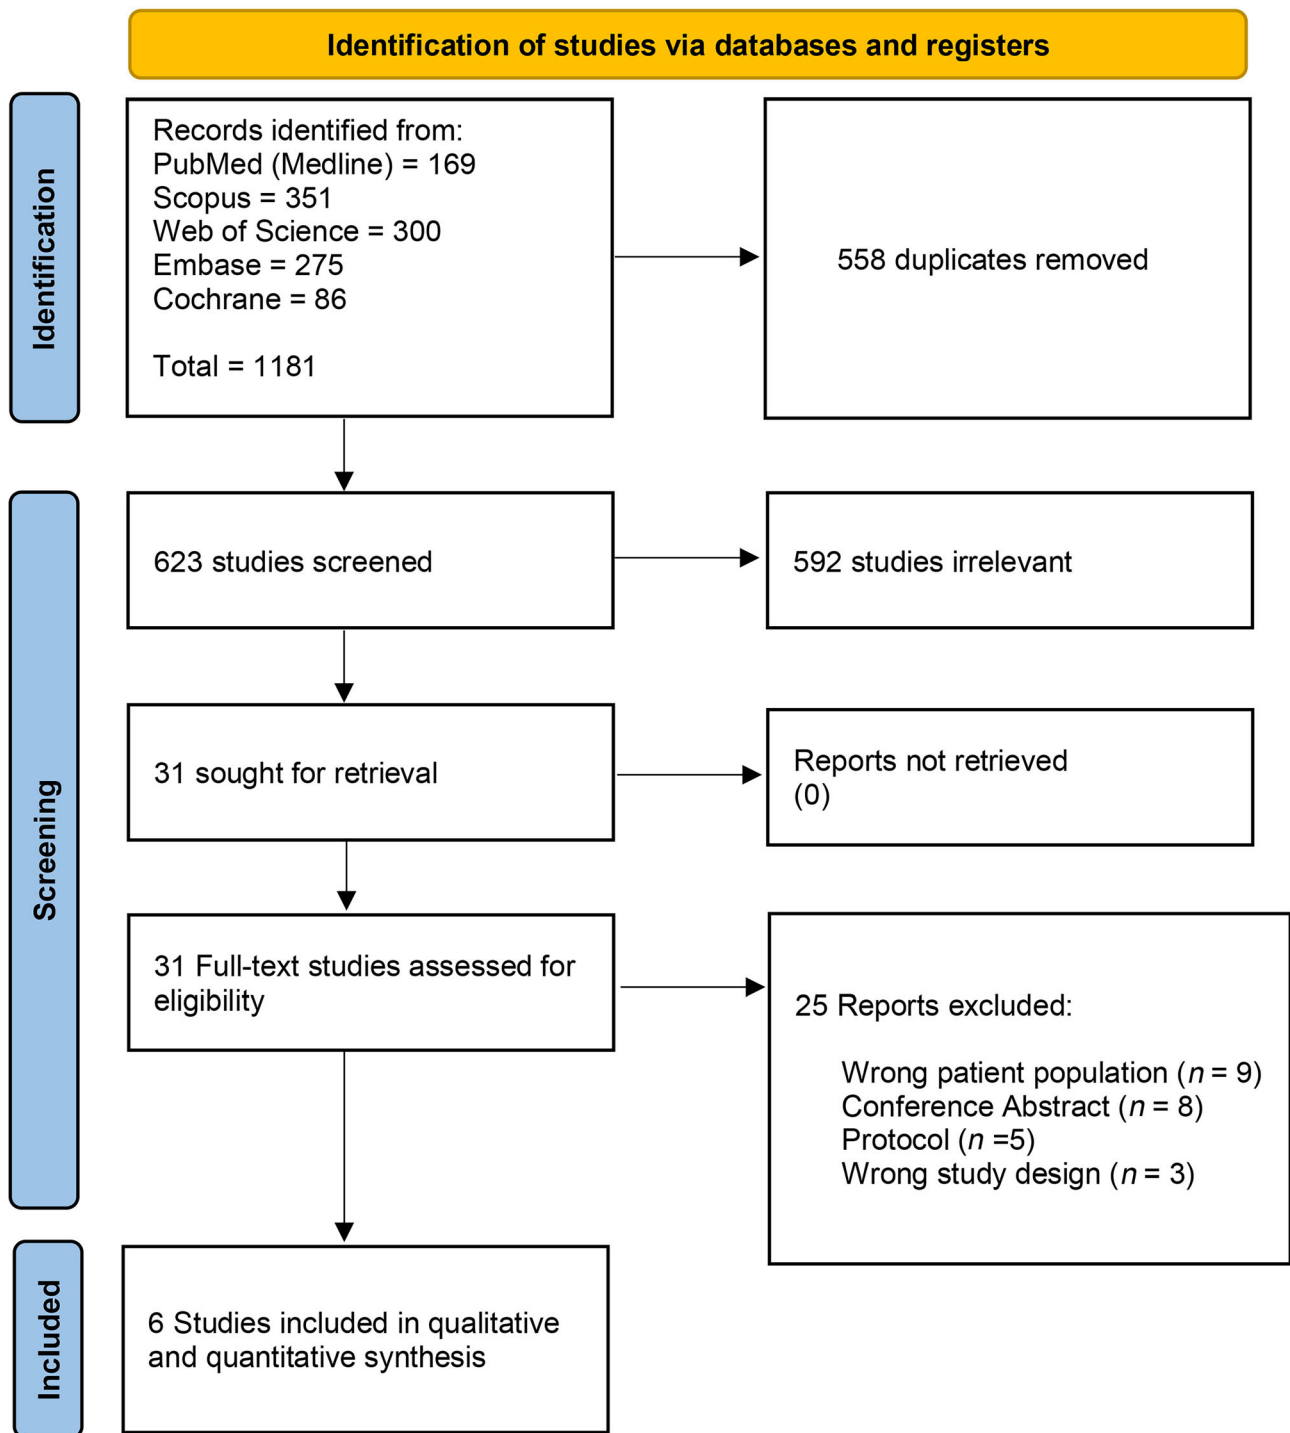 Identification of studies via databases and registers
Identification
Records identified from:
PubMed (Medline) = 169
Scopus = 351
Web of Science = 300
Embase = 275
Cochrane = 86
Total = 1181
558 duplicates removed
Screening
623 studies screened
592 studies irrelevant
31 sought for retrieval
Reports not retrieved
(0)
31 Full-text studies assessed for
eligibility
25 Reports excluded:
Wrong patient population (n = 9)
Conference Abstract (n = 8)
Protocol (n =5)
Wrong study design (n = 3)
Included
6 Studies included in qualitative
and quantitative synthesis